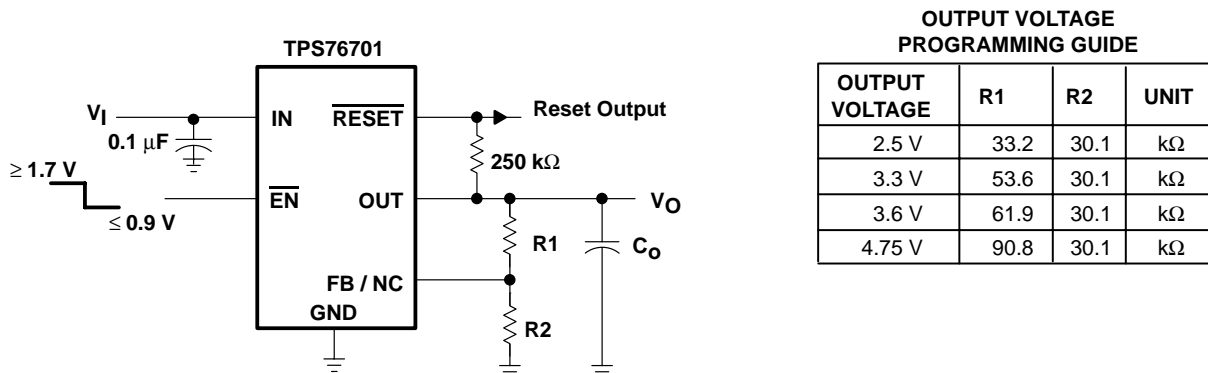 TPS76701
VI
0.1 μF
IN
RESET
Reset Output
250 kΩ
≥ 1.7 V
EN
OUT
VO
≤ 0.9 V
R1
Co
FB / NC
GND
R2
OUTPUT VOLTAGE
PROGRAMMING GUIDE
OUTPUT VOLTAGE R1 R2 UNIT
2.5 V 33.2 30.1 kΩ
3.3 V 53.6 30.1 kΩ
3.6 V 61.9 30.1 kΩ
4.75 V 90.8 30.1 kΩ